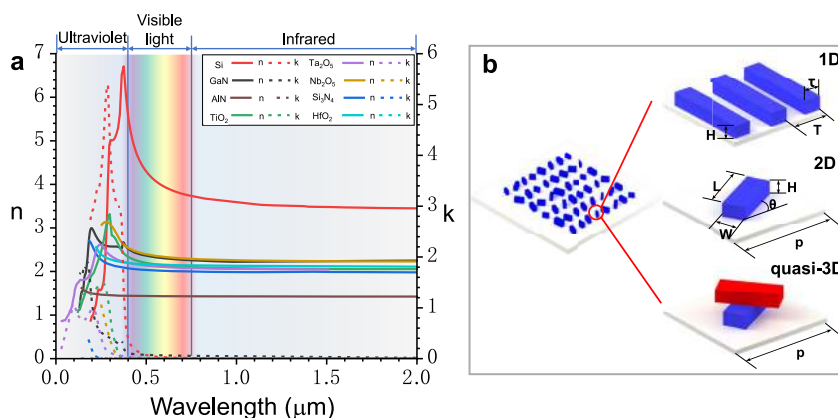 Ultraviolet
Visible
light
Infrared
a
7
6
5
4
3
2
1
0
n
6
5
4
3
2
1
0
k
Si n k Ta₂O₅ n k
GaN n k Nb₂O₅ n k
AlN n k Si₃N₄ n k
TiO₂ n k HfO₂ n k
0.0 0.5 1.0 1.5 2.0
Wavelength (μm)
b
1D
τ
H
T
2D
L
H
θ
W
p
quasi-3D
p